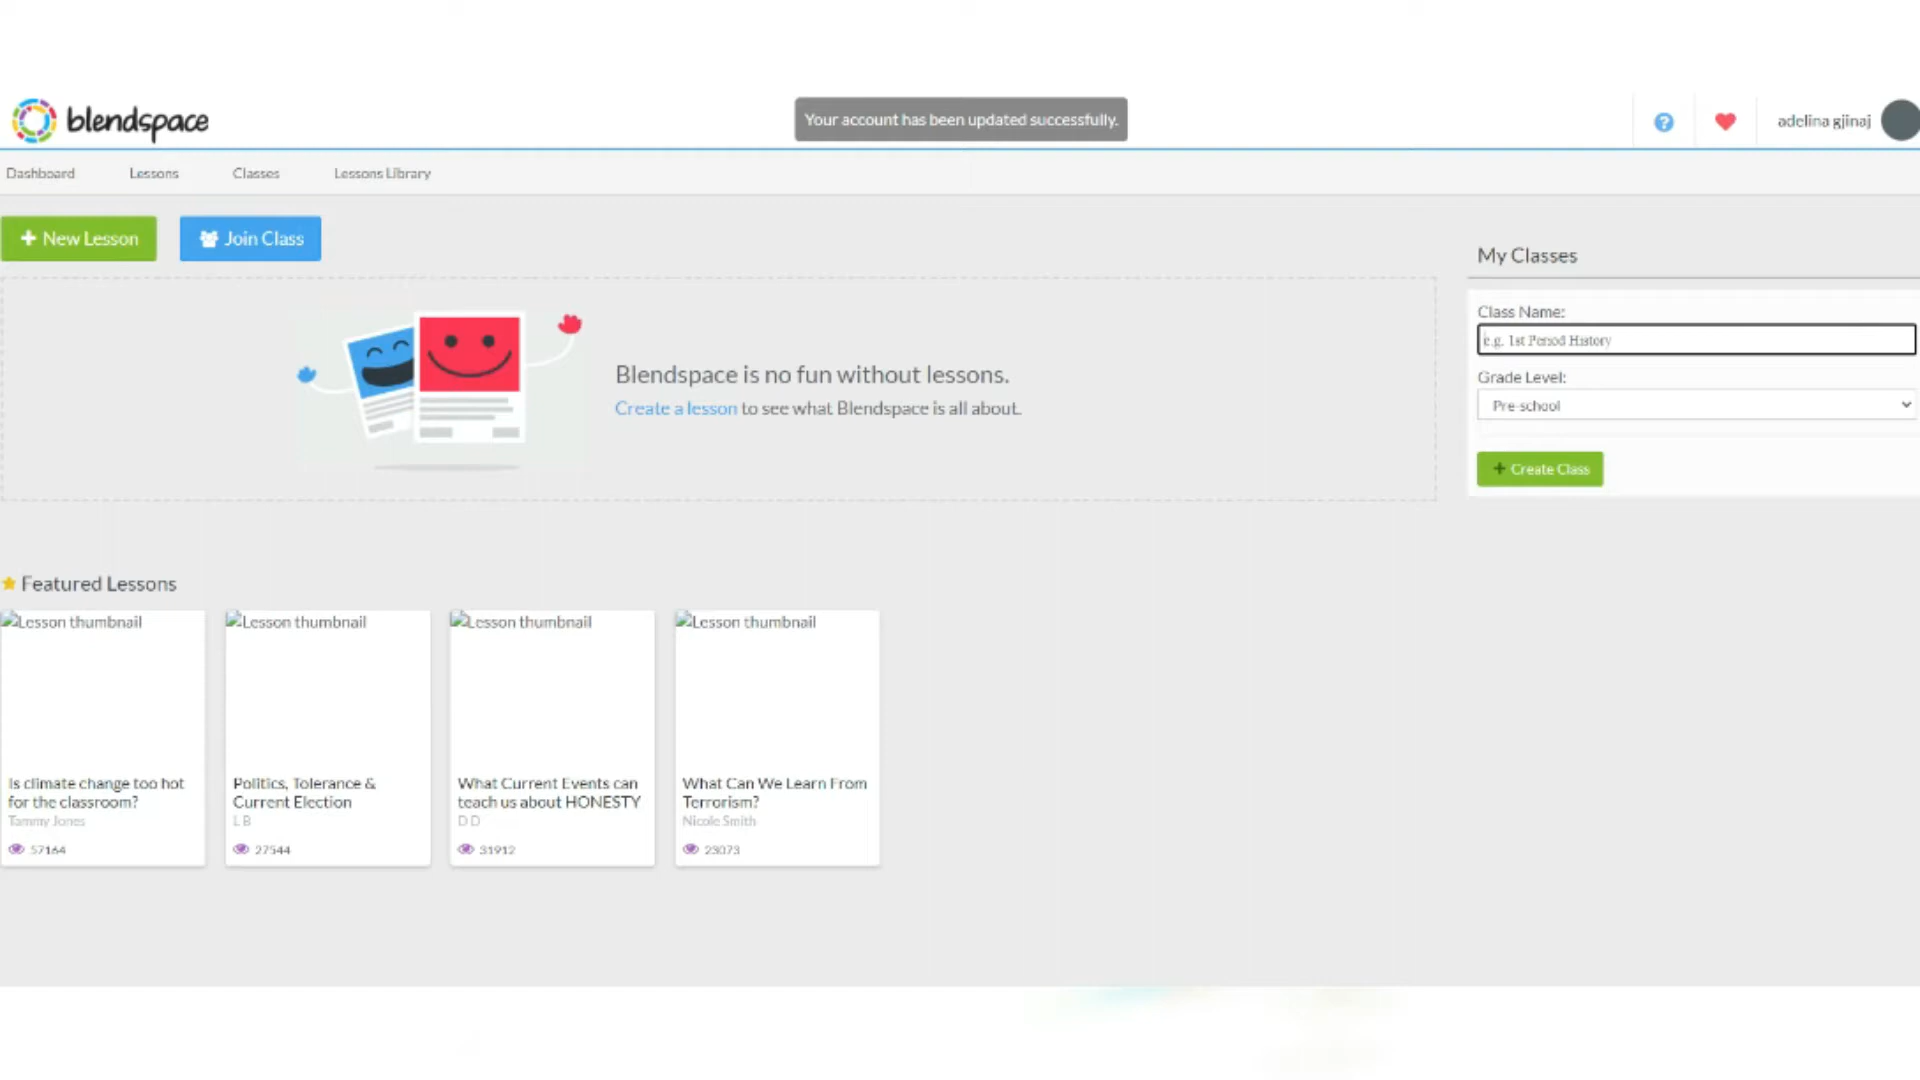 blendspace
Your account has been updated successfully.
?
adelina gjinaj
Dashboard
Lessons
Classes
Lessons Library
+ New Lesson
Join Class
My Classes
Class Name:
e.g. 1st Period History
Grade Level:
Pre-school
+ Create Class
Blendspace is no fun without lessons.
Create a lesson to see what Blendspace is all about.
Featured Lessons
Lesson thumbnail
Is climate change too hot
for the classroom?
Tammy Jones
57164
Lesson thumbnail
Politics, Tolerance &
Current Election
L B
27544
Lesson thumbnail
What Current Events can
teach us about HONESTY
D D
31912
Lesson thumbnail
What Can We Learn From
Terrorism?
Nicole Smith
23073